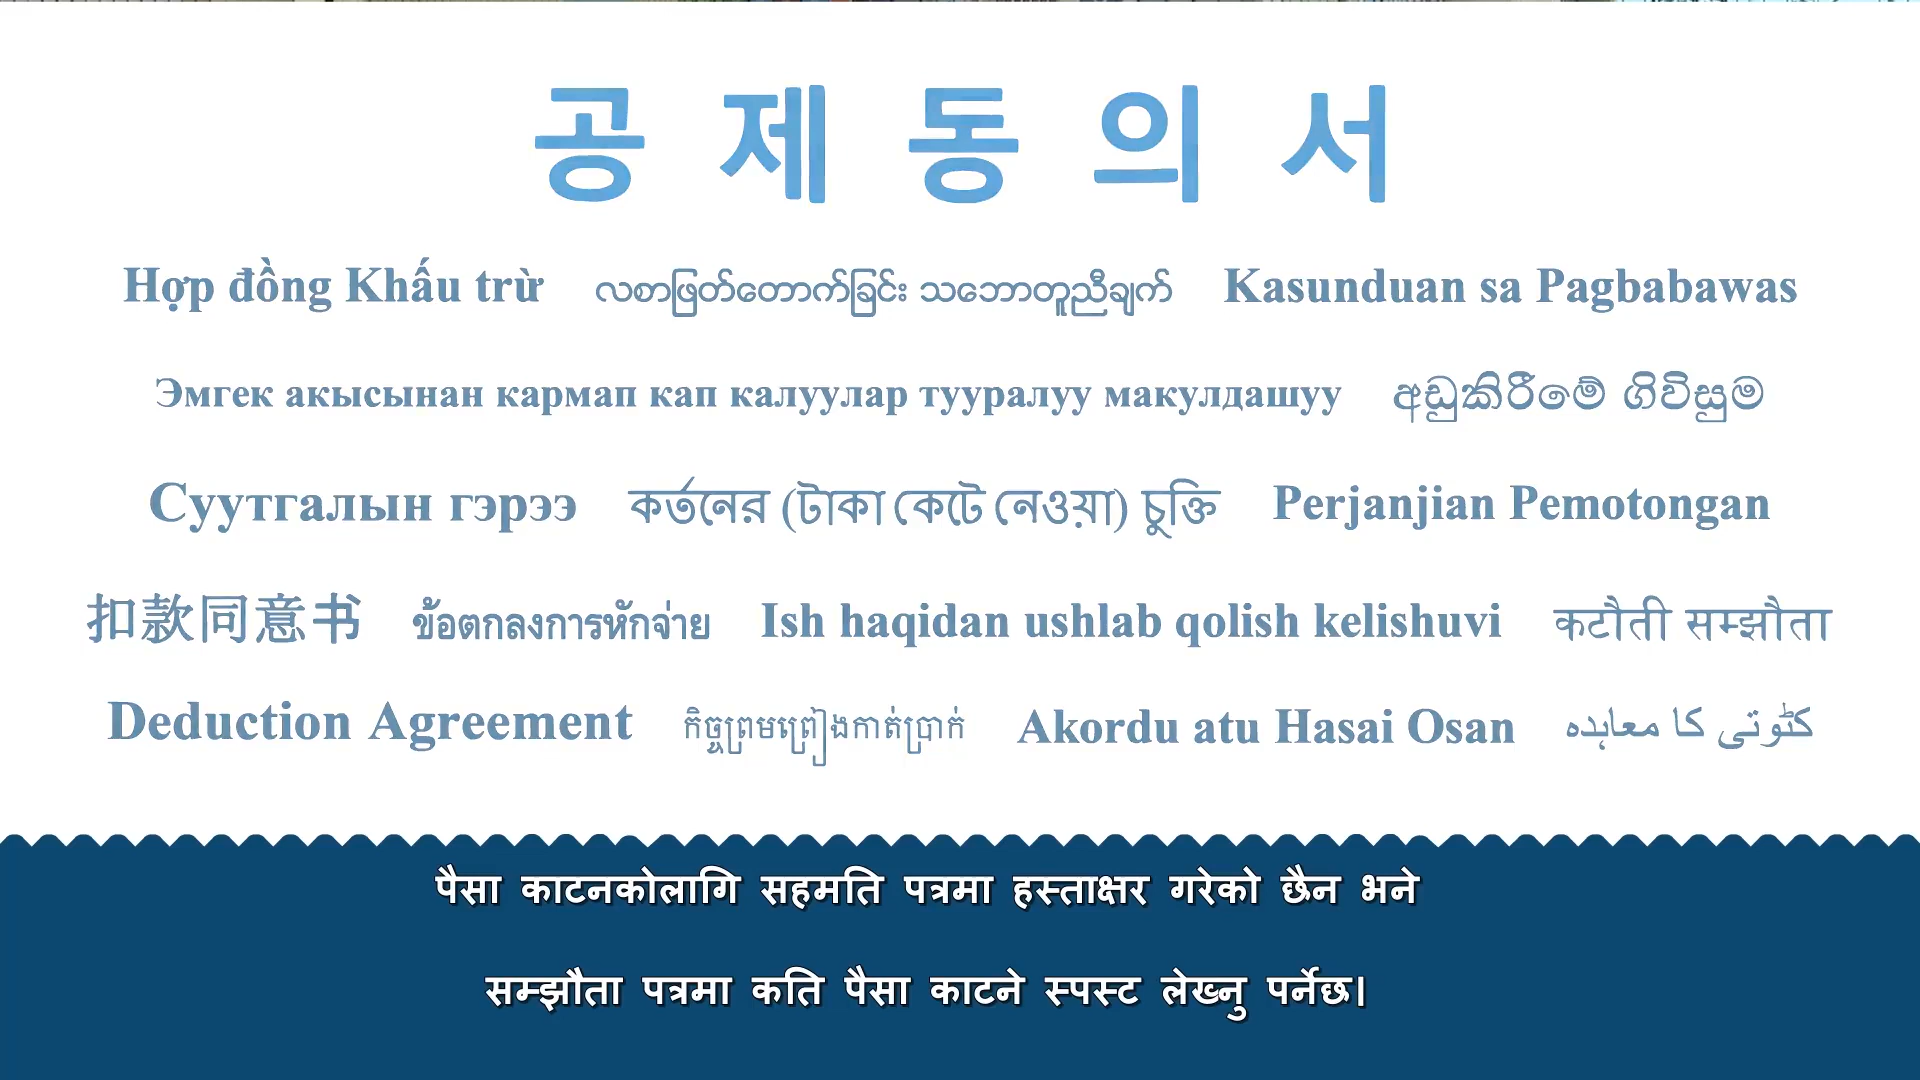 공 제 동 의 서
Hợp đồng Khấu trừ လစာဖြတ်တောက်ခြင်း သဘောတူညီချက် Kasunduan sa Pagbabawas
Эмгек акысынан кармап кап калуулар тууралуу макулдашуу අඩුකිරීමේ ගිවිසුම
Суутгалын гэрээ কর্তনের (টাকা কেটে নেওয়া) চুক্তি Perjanjian Pemotongan
扣款同意书 ข้อตกลงการหักจ่าย Ish haqidan ushlab qolish kelishuvi कटौती सम्झौता
Deduction Agreement កិច្ចព្រមព្រៀងកាត់ប្រាក់ Akordu atu Hasai Osan کٹوتی کا معاہدہ
पैसा काटनकोलागि सहमति पत्रमा हस्ताक्षर गरेको छैन भने
सम्झौता पत्रमा कति पैसा काटने स्पस्ट लेख्नु पर्नेछ।